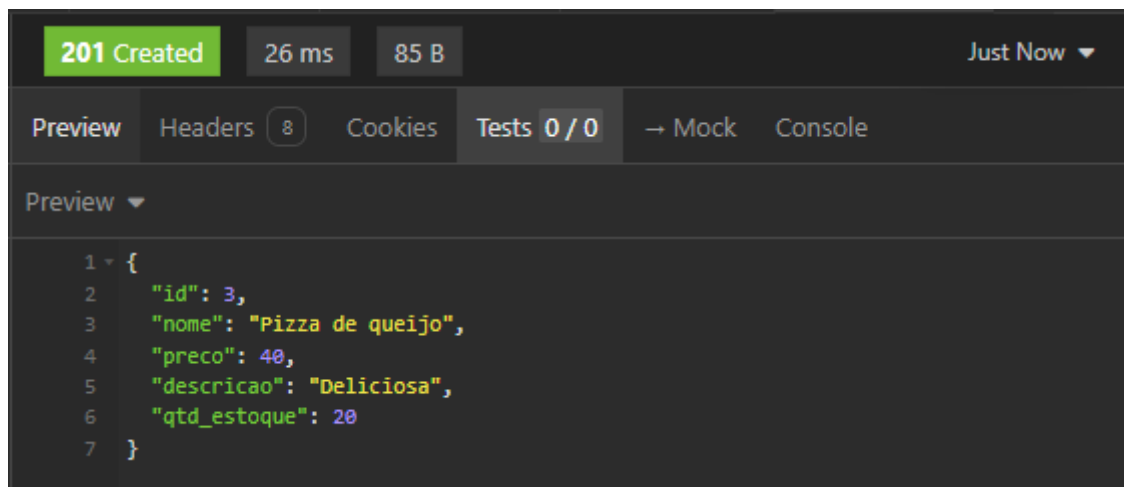 201 Created 26 ms 85 B Just Now
Preview Headers 8 Cookies Tests 0 / 0 → Mock Console
Preview
1 {
2 "id": 3,
3 "nome": "Pizza de queijo",
4 "preco": 40,
5 "descricao": "Deliciosa",
6 "qtd_estoque": 20
7 }